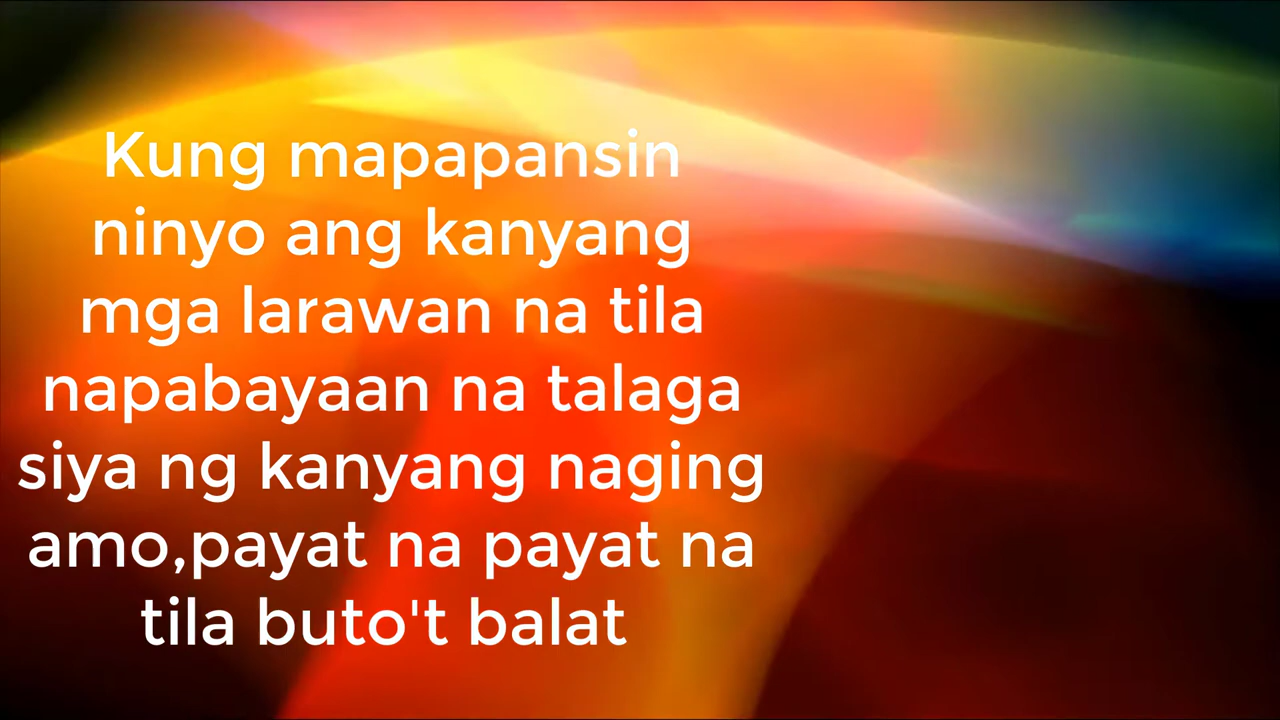 Kung mapapansin
ninyo ang kanyang
mga larawan na tila
napabayaan na talaga
siya ng kanyang naging
amo,payat na payat na
tila buto't balat